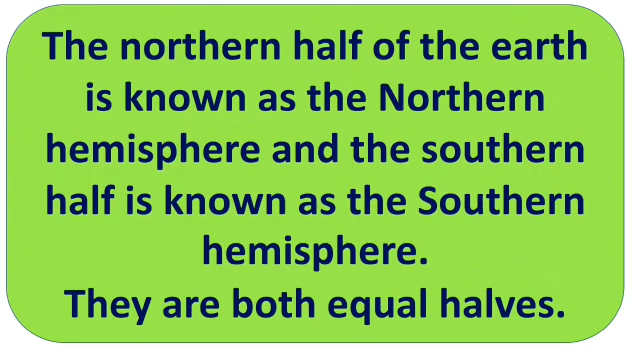 The northern half of the earth
is known as the Northern
hemisphere and the southern
half is known as the Southern
hemisphere.
They are both equal halves.